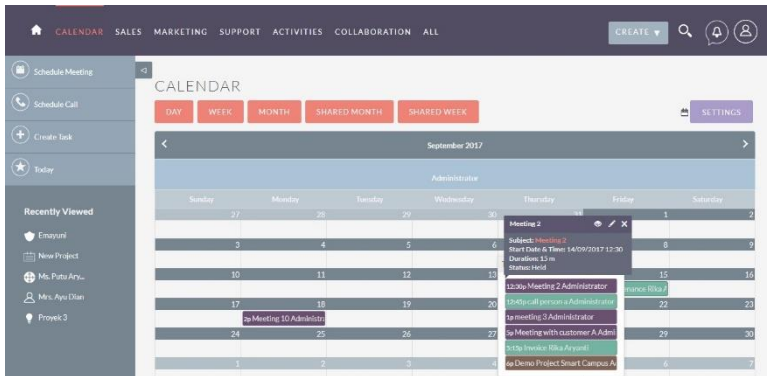 CALENDAR SALES MARKETING SUPPORT ACTIVITIES COLLABORATION ALL CREATE
Schedule Meeting
Schedule Call
Create Task
Today
Recently Viewed
Emayuni
New Project
Ms. Putu Ary...
Mrs. Ayu Dian
Proyek 3
CALENDAR
DAY WEEK MONTH SHARED MONTH SHARED WEEK SETTINGS
September 2017
Administrator
Sunday Monday Tuesday Wednesday Thursday Friday Saturday
27 28 29 30 31 1 2
Meeting 2
Subject: Meeting 2
Start Date & Time: 14/09/2017 12:30
Duration: 15 m
Status: Held
3 4 5 6 8 9
10 11 12 13 15 16
12:30p Meeting 2 Administrator
12:45p call person a Administrator
1p meeting 3 Administrator
5p Meeting with customer A Admi
5:15p Invoice Rika Aryanti
6p Demo Project Smart Campus A
nance Rika A
17 18 19 20 22 23
2p Meeting 10 Administra
24 25 26 27 29 30
1 2 3 4 6 7